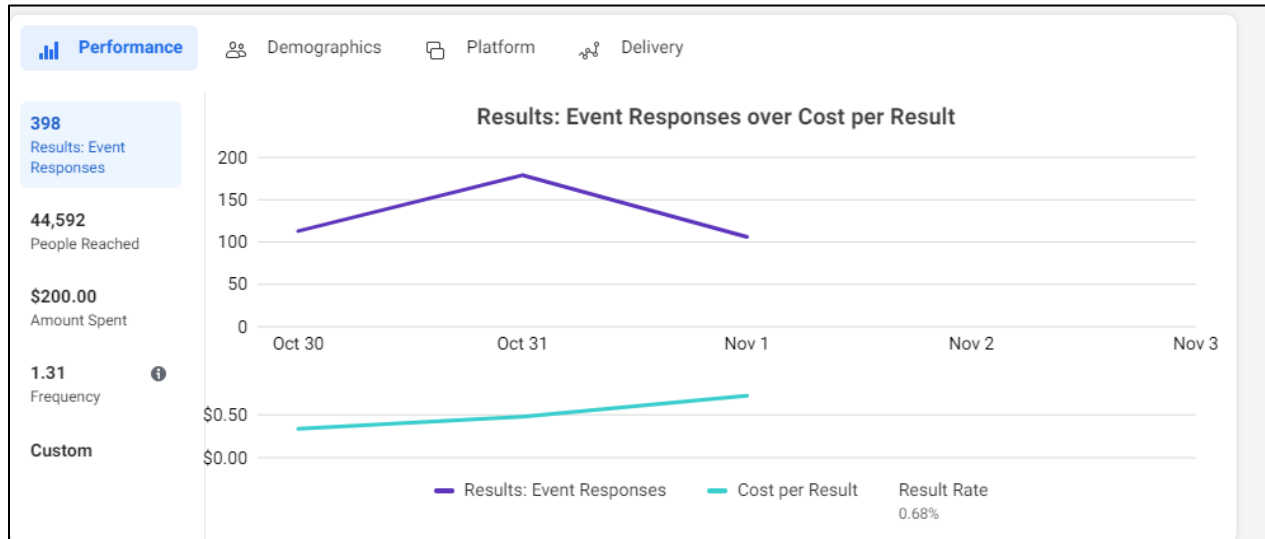 Performance Demographics Platform Delivery
398
Results: Event
Responses
44,592
People Reached
$200.00
Amount Spent
1.31
Frequency
Custom
Results: Event Responses over Cost per Result
200
150
100
50
0
Oct 30 Oct 31 Nov 1 Nov 2 Nov 3
$0.50
$0.00
Results: Event Responses Cost per Result Result Rate
0.68%